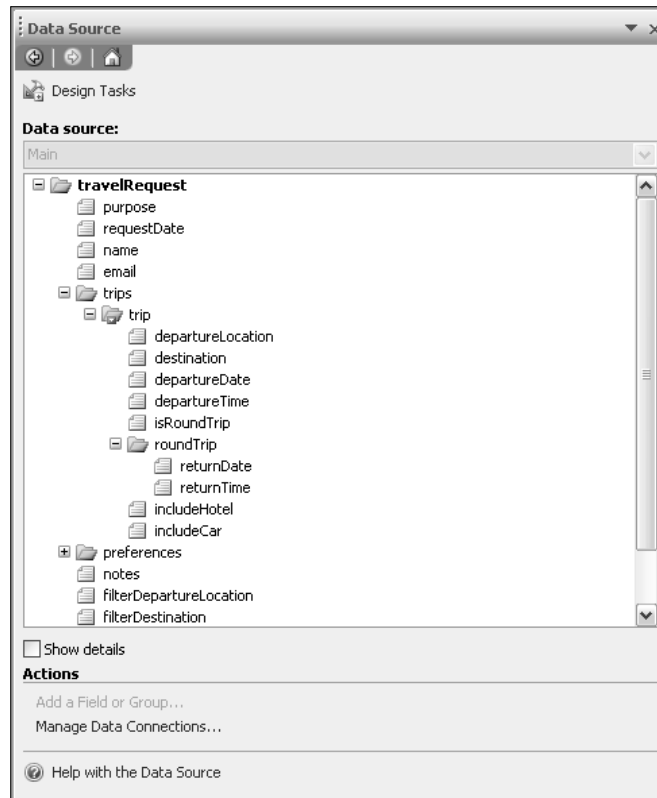 Data Source
Design Tasks
Data source:
Main
travelRequest
purpose
requestDate
name
email
trips
trip
departureLocation
destination
departureDate
departureTime
isRoundTrip
roundTrip
returnDate
returnTime
includeHotel
includeCar
preferences
notes
filterDepartureLocation
filterDestination
Show details
Actions
Add a Field or Group...
Manage Data Connections...
Help with the Data Source